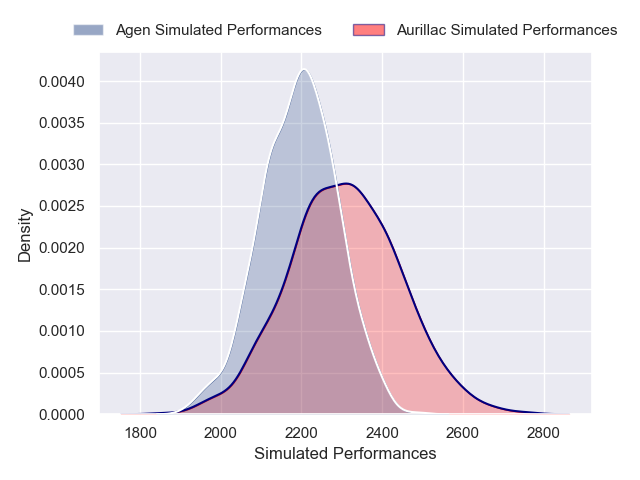 Agen Simulated Performances Aurillac Simulated Performances
0.0040
0.0035
0.0030
0.0025
0.0020
0.0015
0.0010
0.0005
0.0000
Density
1800 2000 2200 2400 2600 2800
Simulated Performances